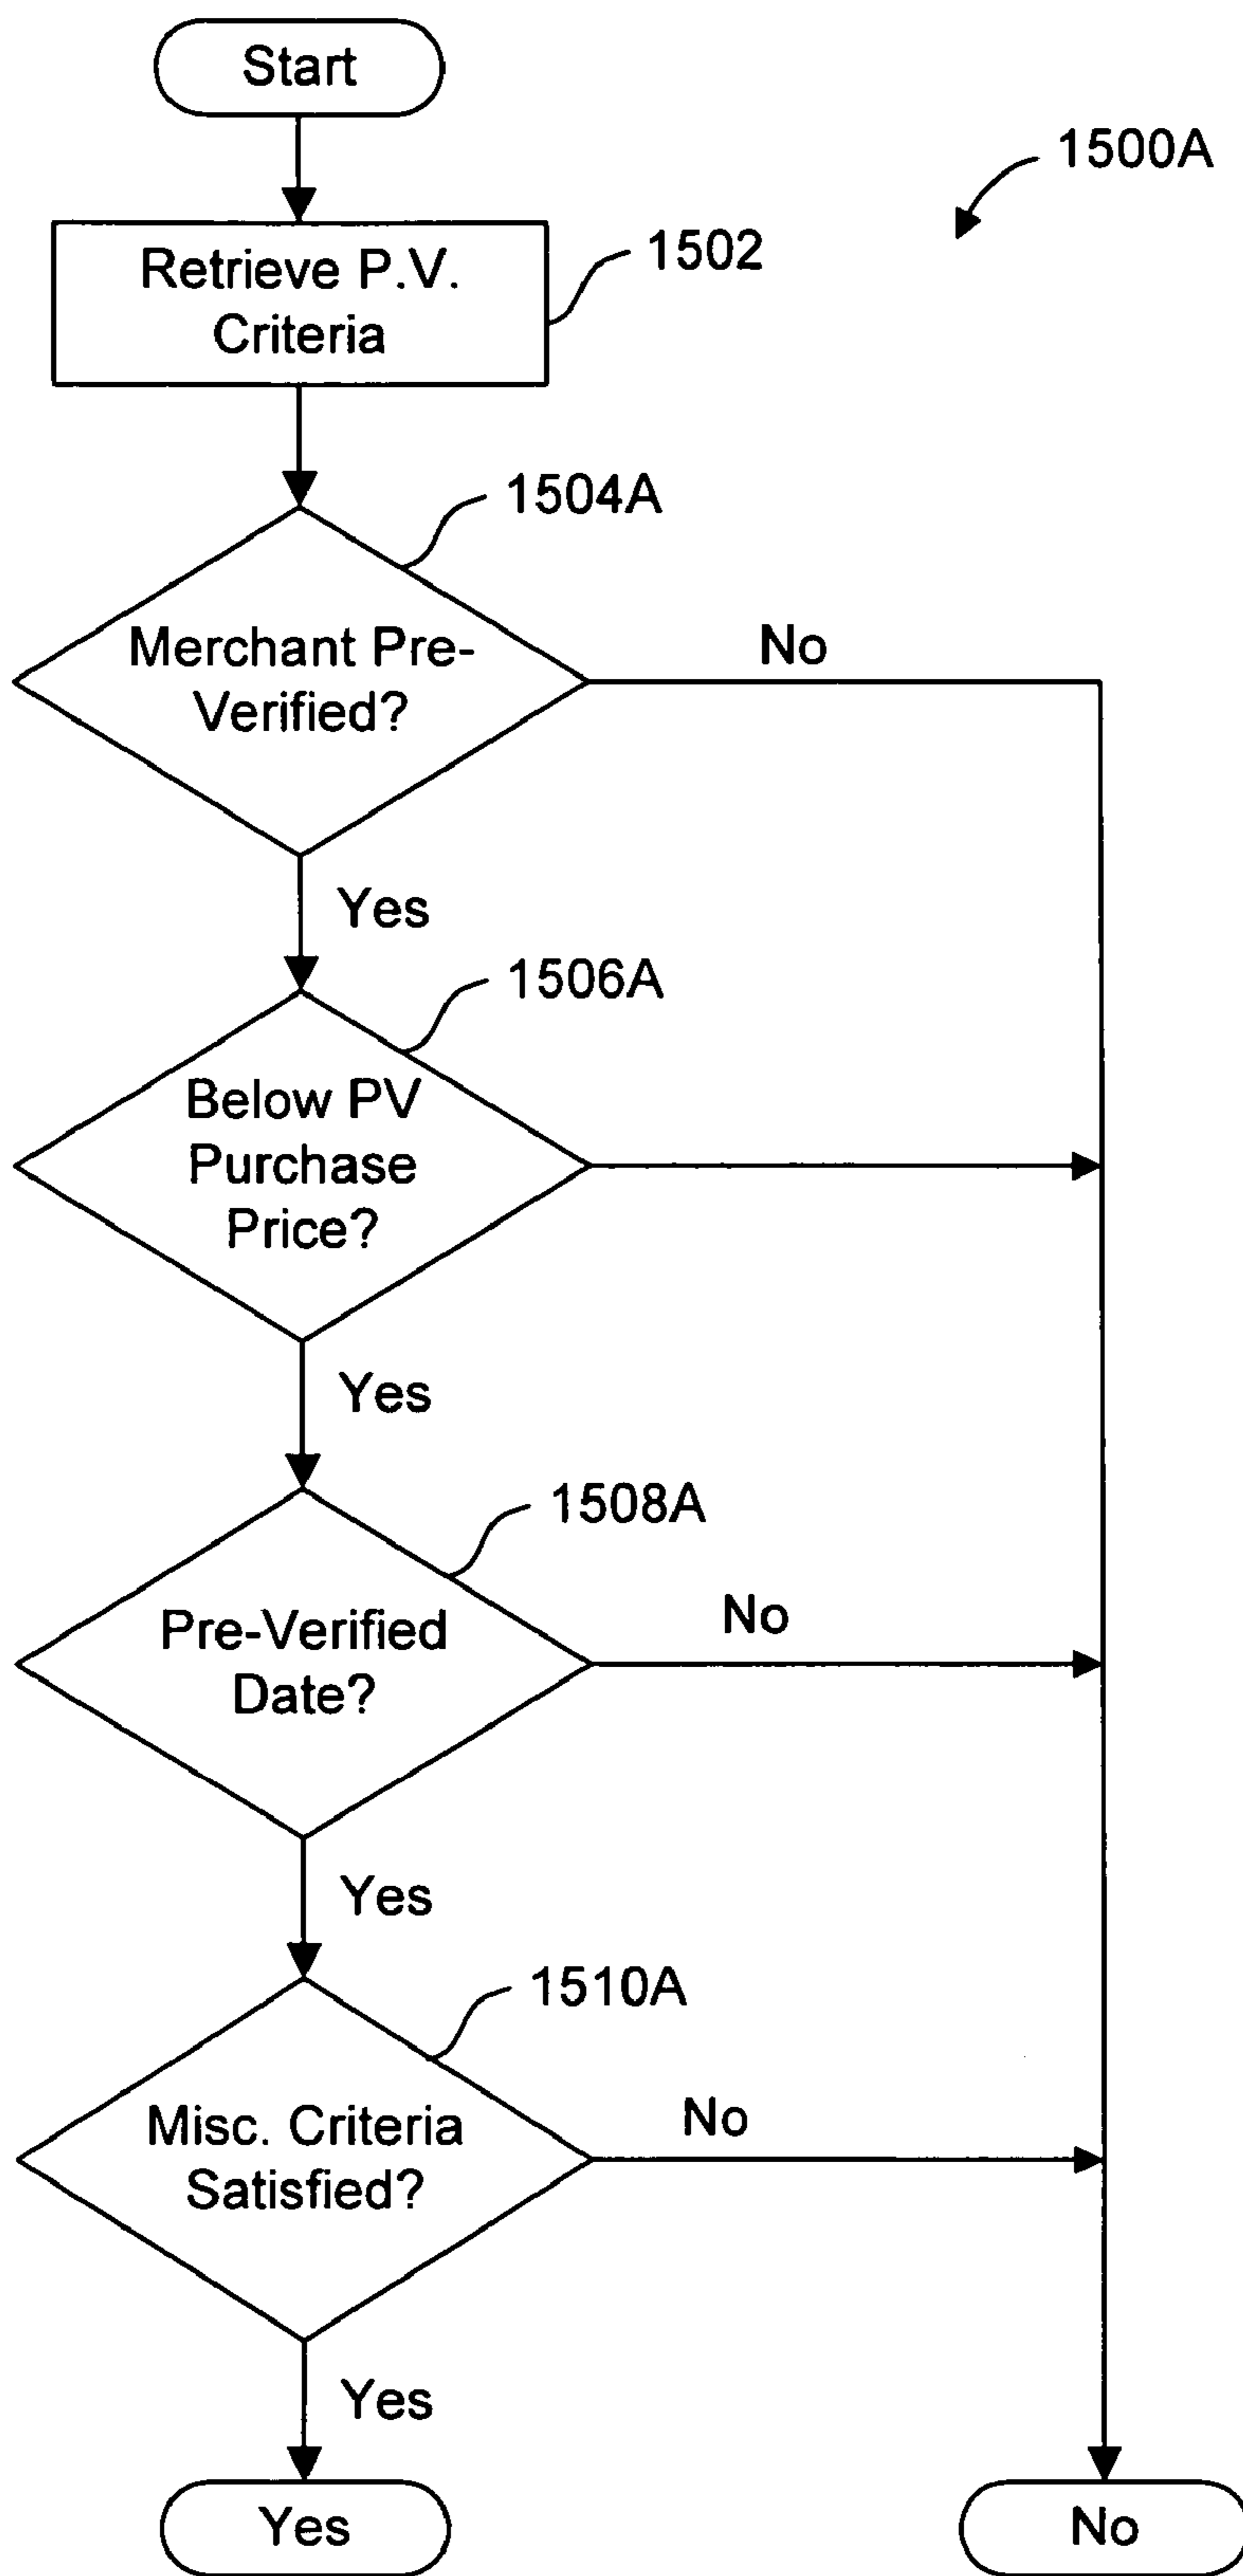 Start
1500A
Retrieve P.V.
Criteria
1502
1504A
Merchant Pre-
Verified?
No
Yes
1506A
Below PV
Purchase
Price?
Yes
1508A
Pre-Verified
Date?
No
Yes
1510A
Misc. Criteria
Satisfied?
No
Yes
Yes
No